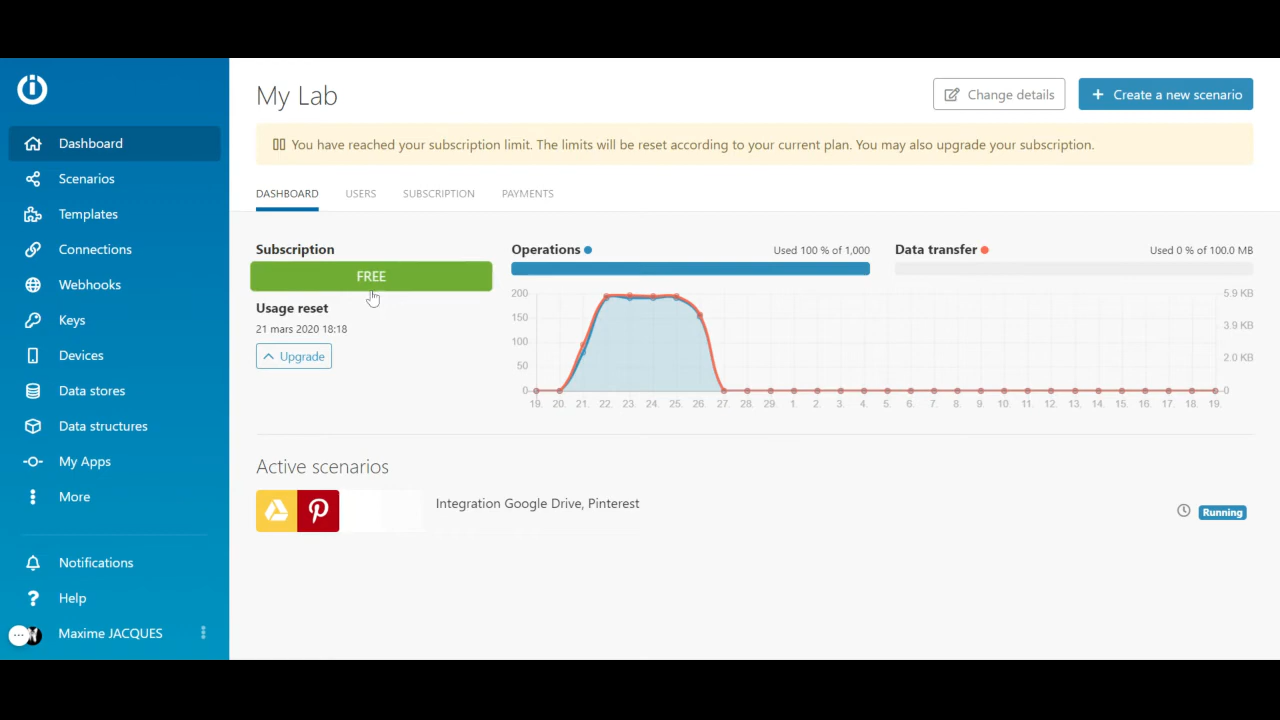 My Lab
Change details
+ Create a new scenario
You have reached your subscription limit. The limits will be reset according to your current plan. You may also upgrade your subscription.
DASHBOARD USERS SUBSCRIPTION PAYMENTS
Dashboard
Scenarios
Templates
Connections
Webhooks
Keys
Devices
Data stores
Data structures
My Apps
More
Notifications
? Help
Maxime JACQUES
Subscription
FREE
Usage reset
21 mars 2020 18:18
Upgrade
Operations Used 100 % of 1,000
Data transfer Used 0 % of 100.0 MB
200 5.9 KB
150 3.9 KB
100 2.0 KB
50
0 0
19. 20. 21. 22. 23. 24. 25. 26. 27. 28. 29. 1. 2. 3. 4. 5. 6. 7. 8. 9. 10. 11. 12. 13. 14. 15. 16. 17. 18. 19.
Active scenarios
Integration Google Drive, Pinterest
Running